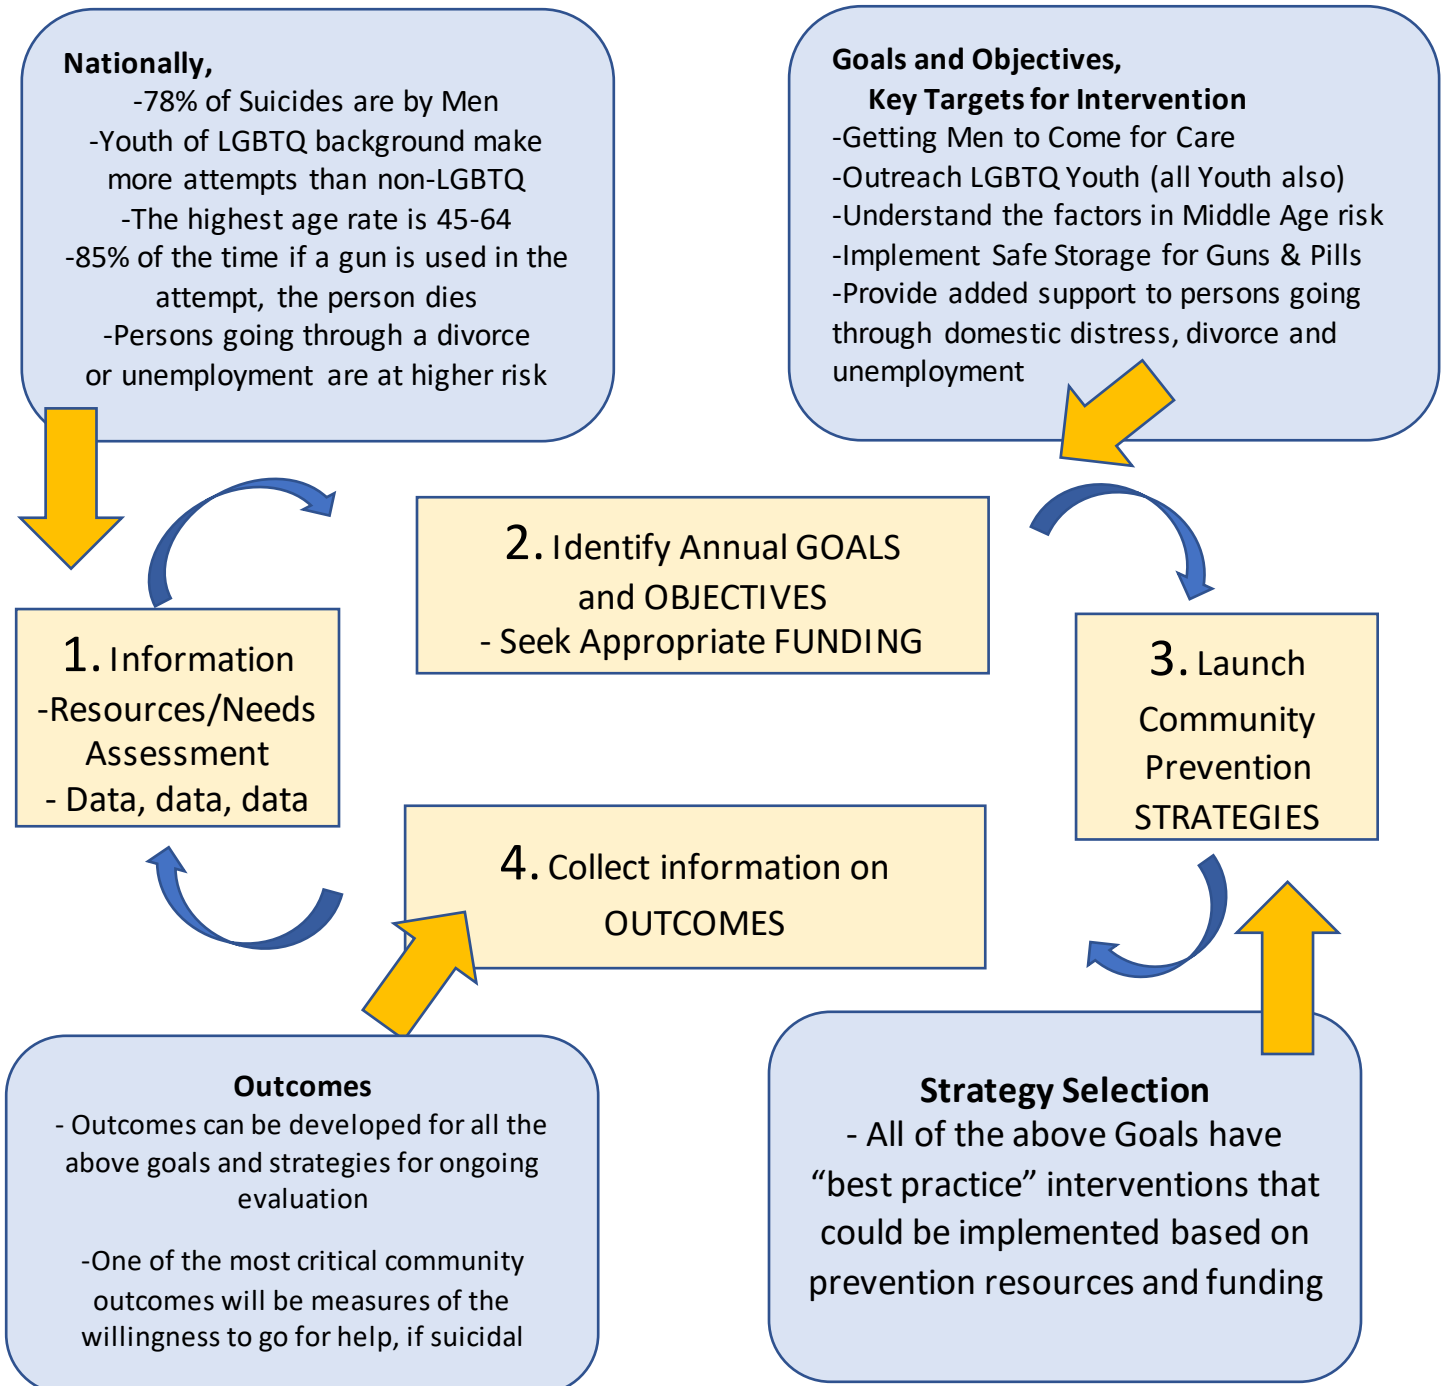 Nationally,
-78% of Suicides are by Men
-Youth of LGBTQ background make
more attempts than non-LGBTQ
-The highest age rate is 45-64
-85% of the time if a gun is used in the
attempt, the person dies
-Persons going through a divorce
or unemployment are at higher risk
Goals and Objectives,
Key Targets for Intervention
-Getting Men to Come for Care
-Outreach LGBTQ Youth (all Youth also)
-Understand the factors in Middle Age risk
-Implement Safe Storage for Guns & Pills
-Provide added support to persons going
through domestic distress, divorce and
unemployment
1. Information
-Resources/Needs
Assessment
- Data, data, data
2. Identify Annual GOALS
and OBJECTIVES
- Seek Appropriate FUNDING
3. Launch
Community
Prevention
STRATEGIES
4. Collect information on
OUTCOMES
Outcomes
- Outcomes can be developed for all the
above goals and strategies for ongoing
evaluation
-One of the most critical community
outcomes will be measures of the
willingness to go for help, if suicidal
Strategy Selection
- All of the above Goals have
“best practice” interventions that
could be implemented based on
prevention resources and funding